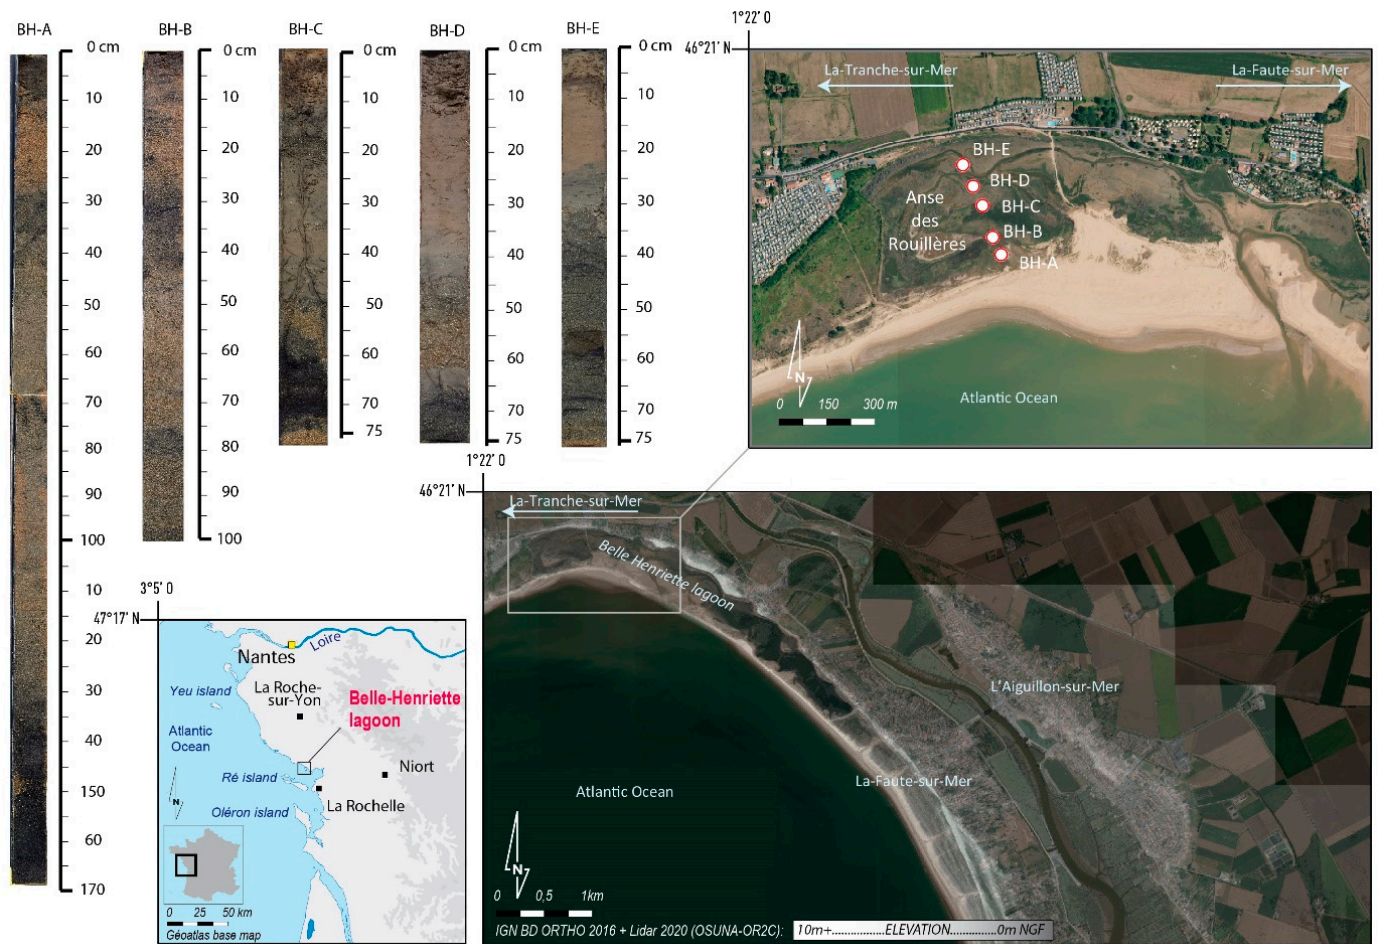 BH-A
BH-B
BH-C
BH-D
BH-E
0 cm
10
20
30
40
50
60
70
80
90
100
10
20
30
40
150
60
170
0 cm
10
20
30
40
50
60
70
80
90
100
0 cm
10
20
30
40
50
60
70
75
0 cm
10
20
30
40
50
60
70
75
0 cm
10
20
30
40
50
60
70
75
1°22' O
46°21' N
La-Tranche-sur-Mer
La-Faute-sur-Mer
BH-E
BH-D
BH-C
BH-B
BH-A
Anse
des
Rouillères
N
0 150 300 m
Atlantic Ocean
1°22' O
46°21' N
La-Tranche-sur-Mer
Belle Henriette lagoon
L'Aiguillon-sur-Mer
La-Faute-sur-Mer
Atlantic Ocean
N
0 0,5 1km
IGN BD ORTHO 2016 + Lidar 2020 (OSUNA-OR2C):
10m+..............ELEVATION..............0m NGF
3°5' O
47°17' N
Nantes
Loire
La Roche-
sur-Yon
Yeu island
Belle-Henriette
lagoon
Atlantic
Ocean
Niort
Ré island
N
La Rochelle
Oléron island
0 25 50 km
Géoatlas base map